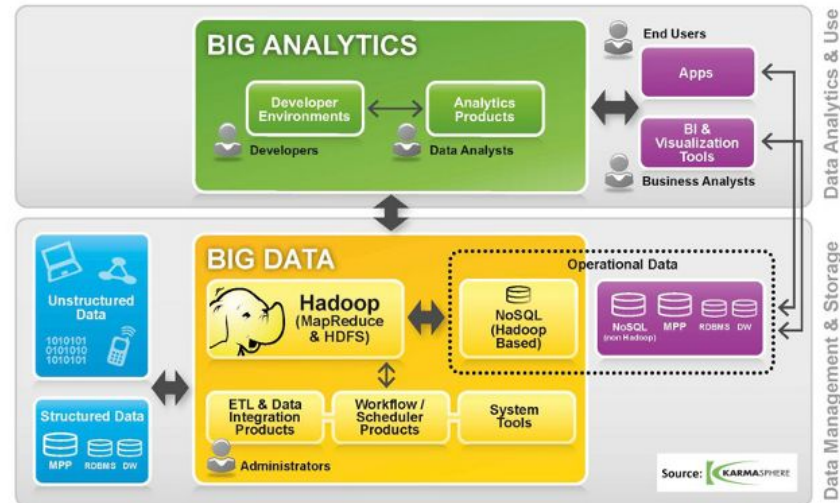 BIG ANALYTICS
Developer
Environments
Analytics
Products
Developers
Data Analysts
End Users
Apps
BI &
Visualization
Tools
Business Analysts
Data Analytics & Use
Unstructured
Data
1010101
0101010
1010101
Structured Data
MPP
RDBMS
DW
BIG DATA
Hadoop
(MapReduce
& HDFS)
NoSQL
(Hadoop
Based)
Operational Data
NoSQL
(non Hadoop)
MPP
RDBMS
DW
ETL & Data
Integration
Products
Workflow /
Scheduler
Products
System
Tools
Administrators
Source: KARMASPHERE
Data Management & Storage